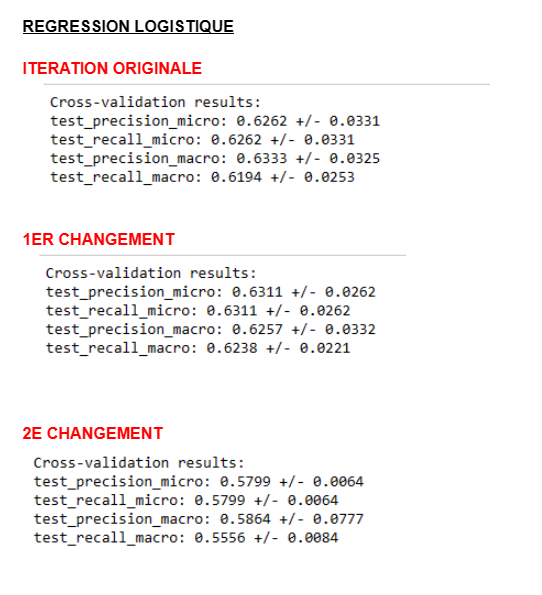 REGRESSION LOGISTIQUE
ITERATION ORIGINALE
Cross-validation results:
test_precision_micro: 0.6262 +/- 0.0331
test_recall_micro: 0.6262 +/- 0.0331
test_precision_macro: 0.6333 +/- 0.0325
test_recall_macro: 0.6194 +/- 0.0253
1ER CHANGEMENT
Cross-validation results:
test_precision_micro: 0.6311 +/- 0.0262
test_recall_micro: 0.6311 +/- 0.0262
test_precision_macro: 0.6257 +/- 0.0332
test_recall_macro: 0.6238 +/- 0.0221
2E CHANGEMENT
Cross-validation results:
test_precision_micro: 0.5799 +/- 0.0064
test_recall_micro: 0.5799 +/- 0.0064
test_precision_macro: 0.5864 +/- 0.0777
test_recall_macro: 0.5556 +/- 0.0084